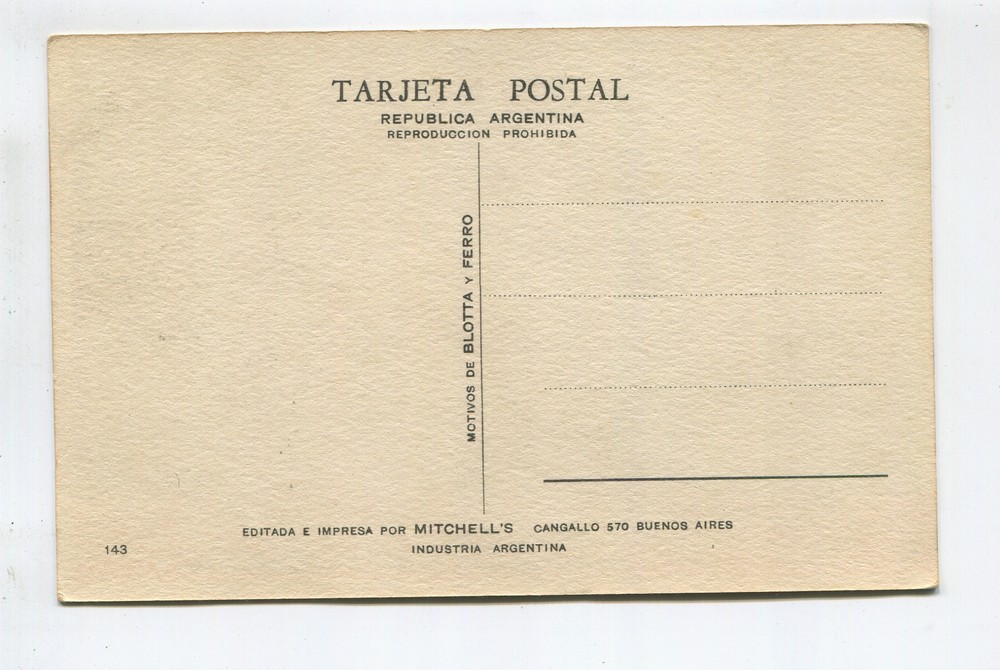 TARJETA POSTAL
REPUBLICA ARGENTINA
REPRODUCCION PROHIBIDA
MOTIVOS DE BLOTTA Y FERRO
EDITADA E IMPRESA POR MITCHELL'S CANGALLO 570 BUENOS AIRES
143
INDUSTRIA ARGENTINA